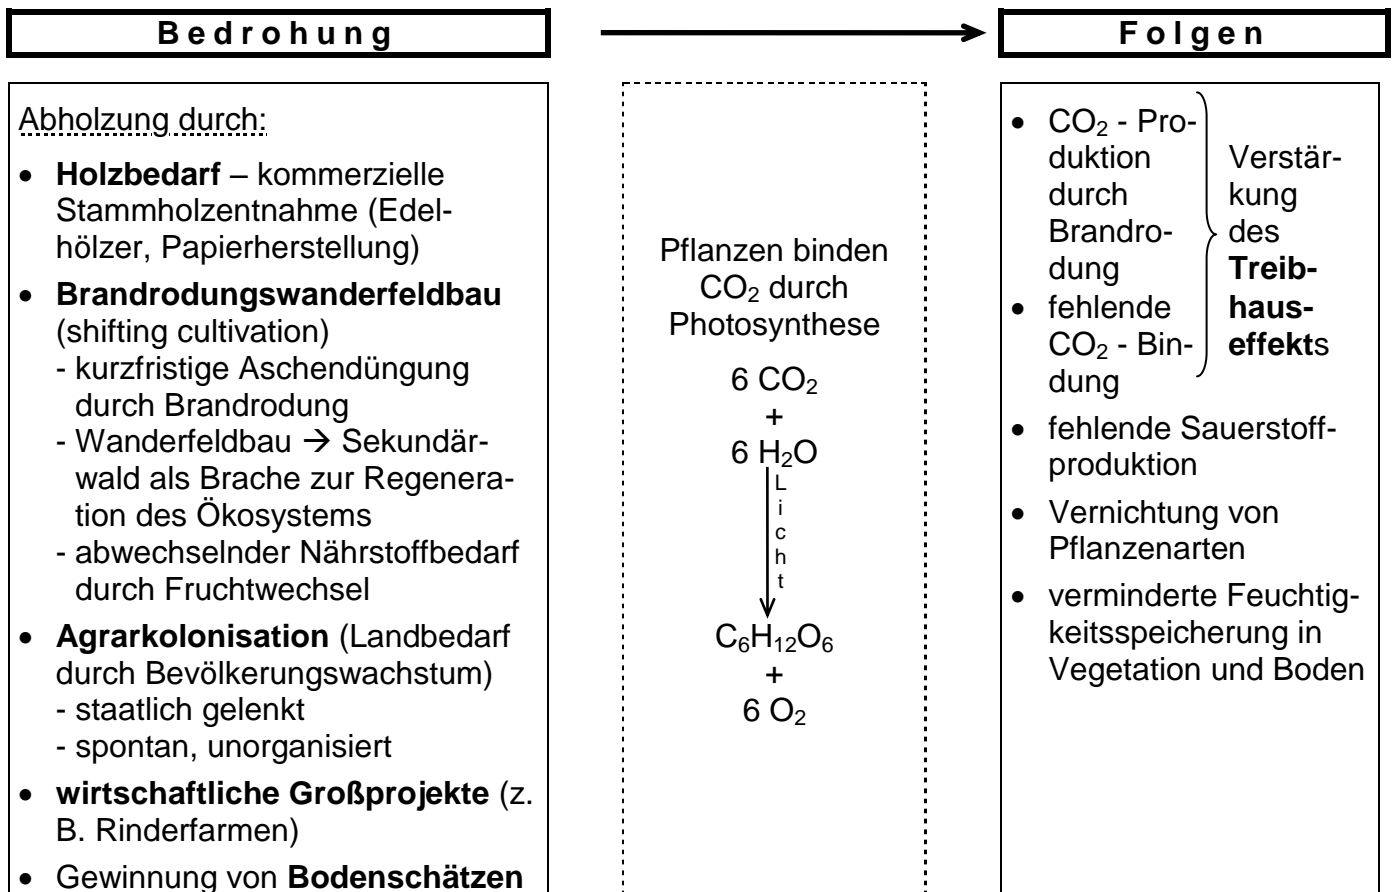 Bedrohung
Folgen
Abholzung durch:
• Holzbedarf – kommerzielle
Stammholzentnahme (Edel-
hölzer, Papierherstellung)
• Brandrodungswanderfeldbau
(shifting cultivation)
- kurzfristige Aschendüngung
durch Brandrodung
- Wanderfeldbau → Sekundär-
wald als Brache zur Regenera-
tion des Ökosystems
- abwechselnder Nährstoffbedarf
durch Fruchtwechsel
• Agrarkolonisation (Landbedarf
durch Bevölkerungswachstum)
- staatlich gelenkt
- spontan, unorganisiert
• wirtschaftliche Großprojekte (z.
B. Rinderfarmen)
• Gewinnung von Bodenschätzen
Pflanzen binden
CO₂ durch
Photosynthese
6 CO₂
+
6 H₂O
Licht
C₆H₁₂O₆
+
6 O₂
• CO₂ - Pro-
duktion
durch
Brandro-
dung
• fehlende
CO₂ - Bin-
dung
Verstär-
kung
des
Treib-
haus-
effekts
• fehlende Sauerstoff-
produktion
• Vernichtung von
Pflanzenarten
• verminderte Feuchtig-
keitsspeicherung in
Vegetation und Boden